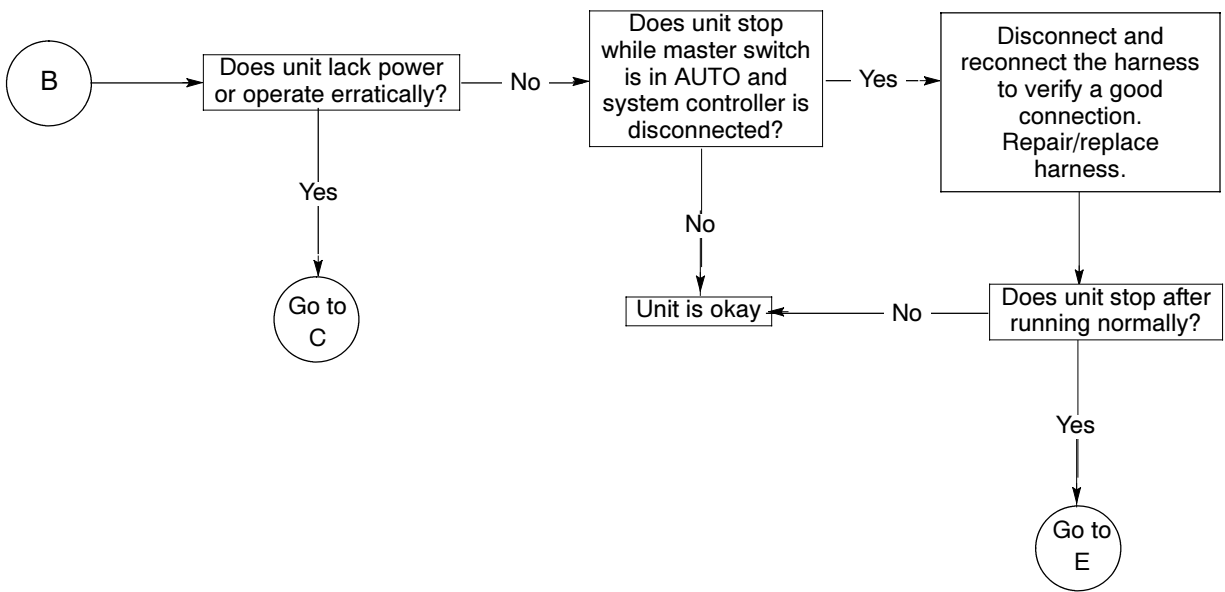 B
Does unit lack power
or operate erratically?
No
Does unit stop
while master switch
is in AUTO and
system controller is
disconnected?
Yes
Disconnect and
reconnect the harness
to verify a good
connection.
Repair/replace
harness.
Yes
No
Go to
C
Unit is okay
No
Does unit stop after
running normally?
Yes
Go to
E